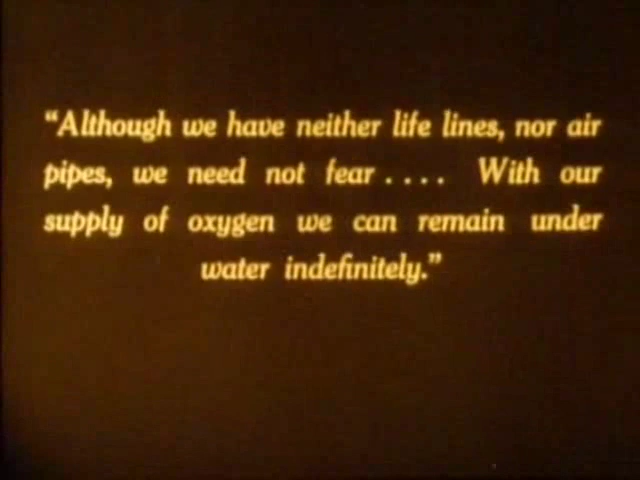 “Although we have neither life lines, nor air
pipes, we need not fear.... With our
supply of oxygen we can remain under
water indefinitely.”